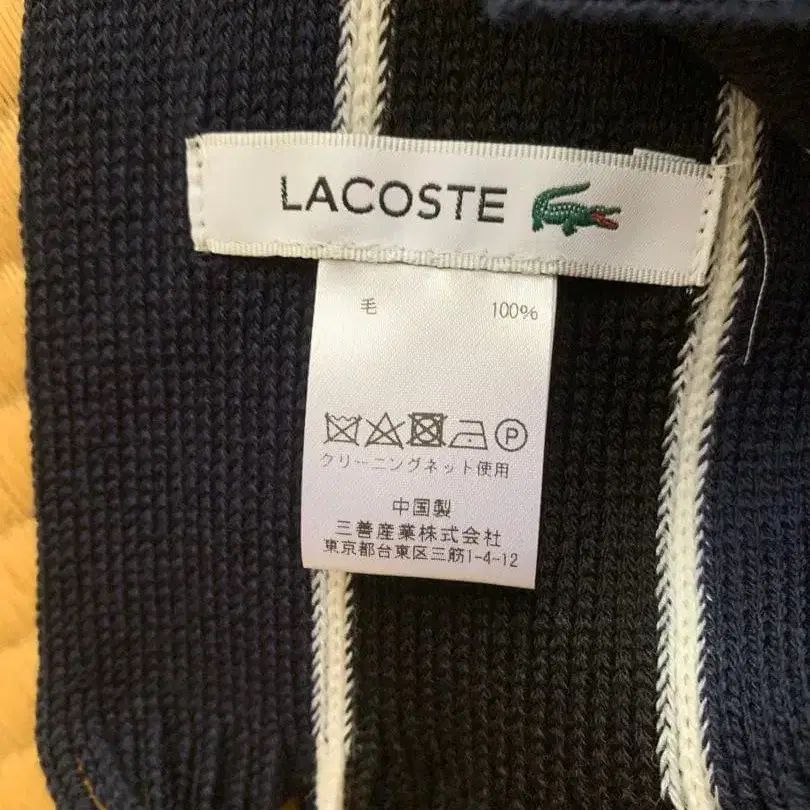 LACOSTE
毛 100%
P
クリーニングネット使用
中国製
三善産業株式会社
東京都台東区三筋1-4-12